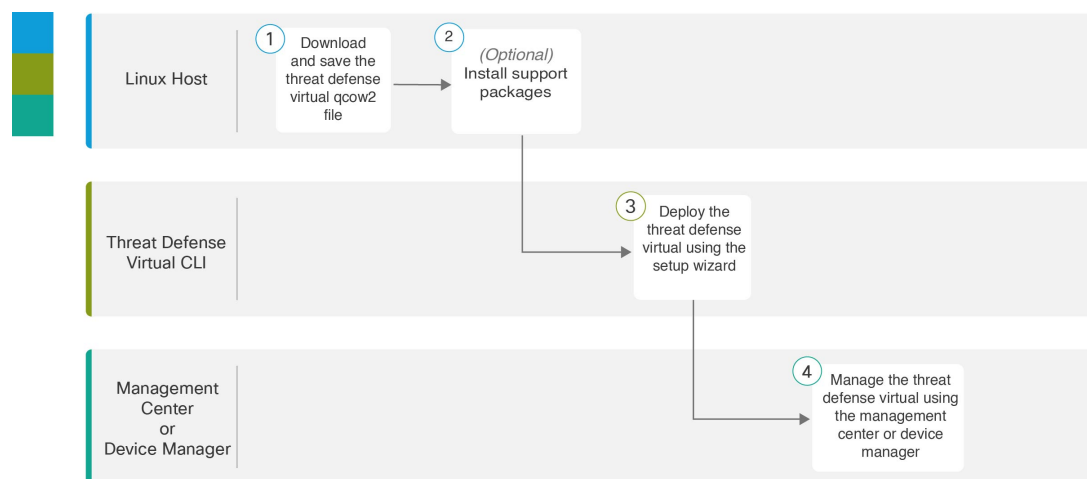 Linux Host
1
Download
and save the
threat defense
virtual qcow2
file
2
(Optional)
Install support
packages
Threat Defense
Virtual CLI
3
Deploy the
threat defense
virtual using the
setup wizard
Management
Center
or
Device Manager
4
Manage the threat
defense virtual using
the management
center or device
manager